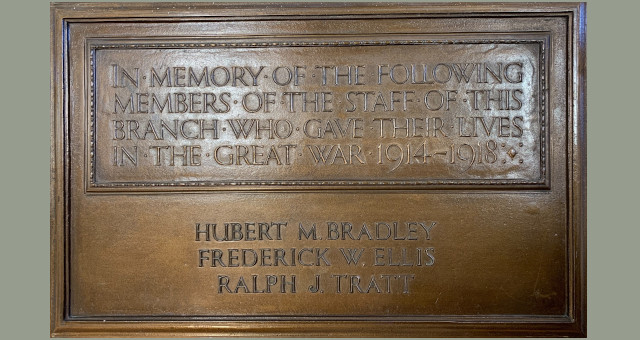 IN·MEMORY·OF·THE·FOLLOWING
MEMBERS·OF·THE·STAFF·OF·THIS
BRANCH·WHO·GAVE·THEIR·LIVES
IN·THE·GREAT·WAR·1914–1918
HUBERT M. BRADLEY
FREDERICK W. ELLIS
RALPH J. TRATT